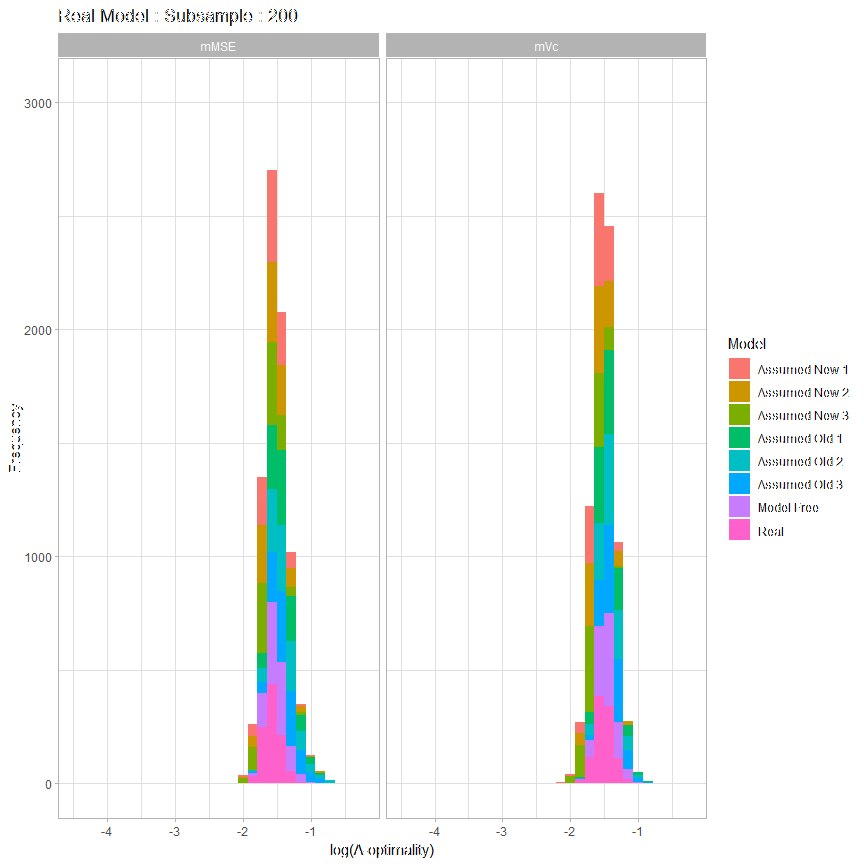 Real Model : Subsample : 200
mMSE
mVc
3000
2000
1000
0
Frequency
-4
-3
-2
-1
-4
-3
-2
-1
log(A-optimality)
Model
Assumed New 1
Assumed New 2
Assumed New 3
Assumed Old 1
Assumed Old 2
Assumed Old 3
Model Free
Real